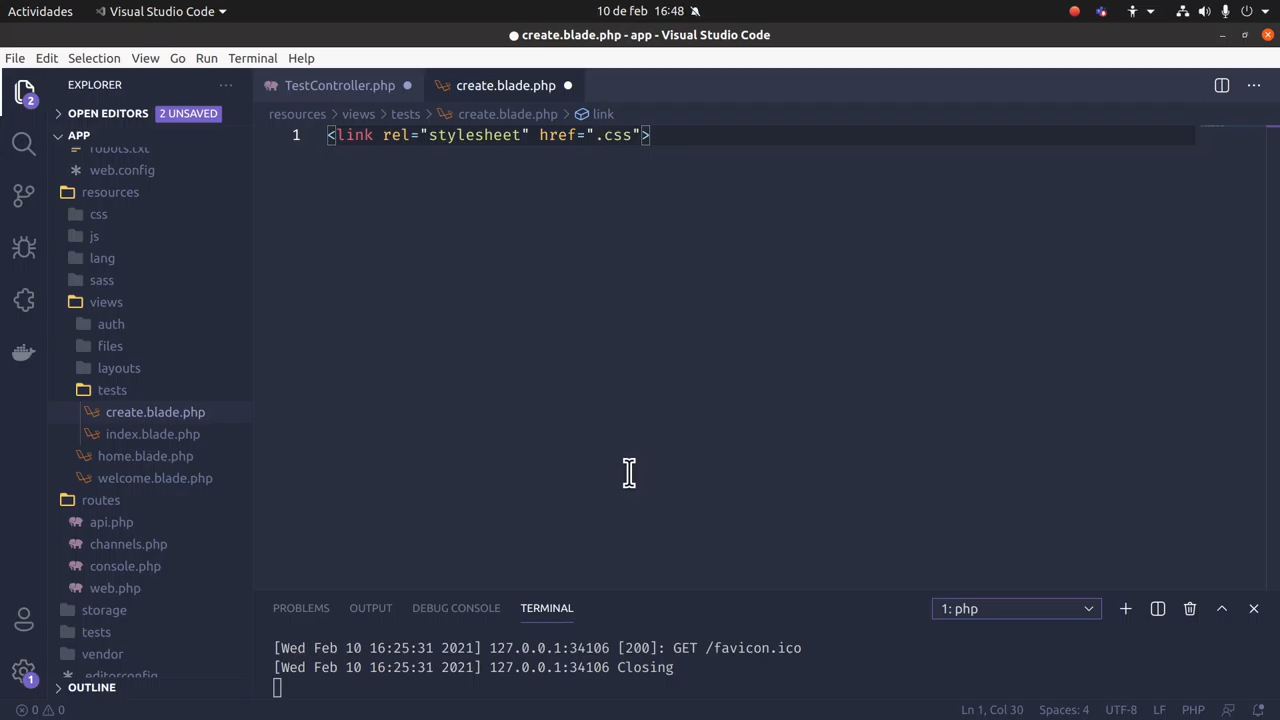 Actividades
Visual Studio Code
10 de feb 16:48
create.blade.php - app - Visual Studio Code
File Edit Selection View Go Run Terminal Help
2
EXPLORER
OPEN EDITORS 2 UNSAVED
APP
robots.txt
web.config
resources
css
js
lang
sass
views
auth
files
layouts
tests
create.blade.php
index.blade.php
home.blade.php
welcome.blade.php
routes
api.php
channels.php
console.php
web.php
storage
tests
vendor
.editorconfig
OUTLINE
1
TestController.php
create.blade.php
resources > views > tests > create.blade.php > link
1 <link rel="stylesheet" href=".css">
PROBLEMS OUTPUT DEBUG CONSOLE TERMINAL
1: php
[Wed Feb 10 16:25:31 2021] 127.0.0.1:34106 [200]: GET /favicon.ico
[Wed Feb 10 16:25:31 2021] 127.0.0.1:34106 Closing
0 0
Ln 1, Col 30 Spaces: 4 UTF-8 LF PHP